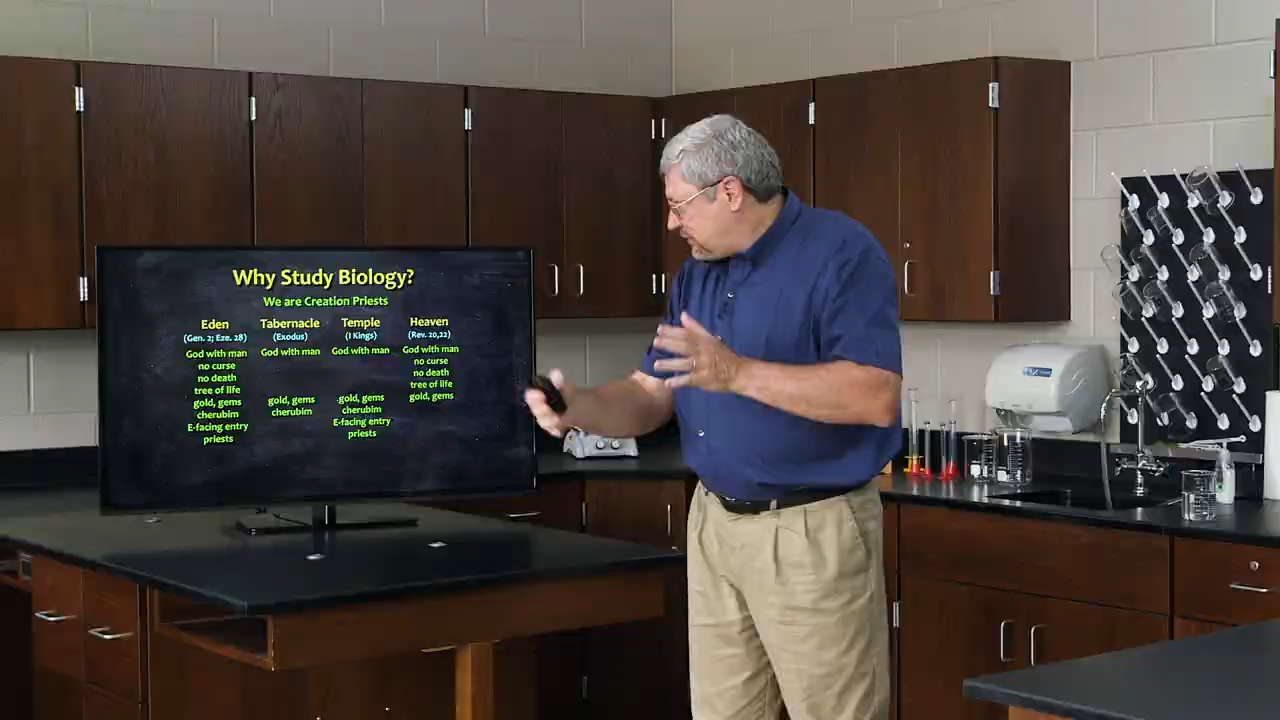 Why Study Biology?
We are Creation Priests
Eden Tabernacle Temple Heaven
(Gen. 2; Eze. 28) (Exodus) (I Kings) (Rev. 20,22)
God with man God with man God with man God with man
no curse no curse
no death no death
tree of life tree of life
gold, gems gold, gems gold, gems gold, gems
cherubim cherubim cherubim
E-facing entry E-facing entry
priests priests